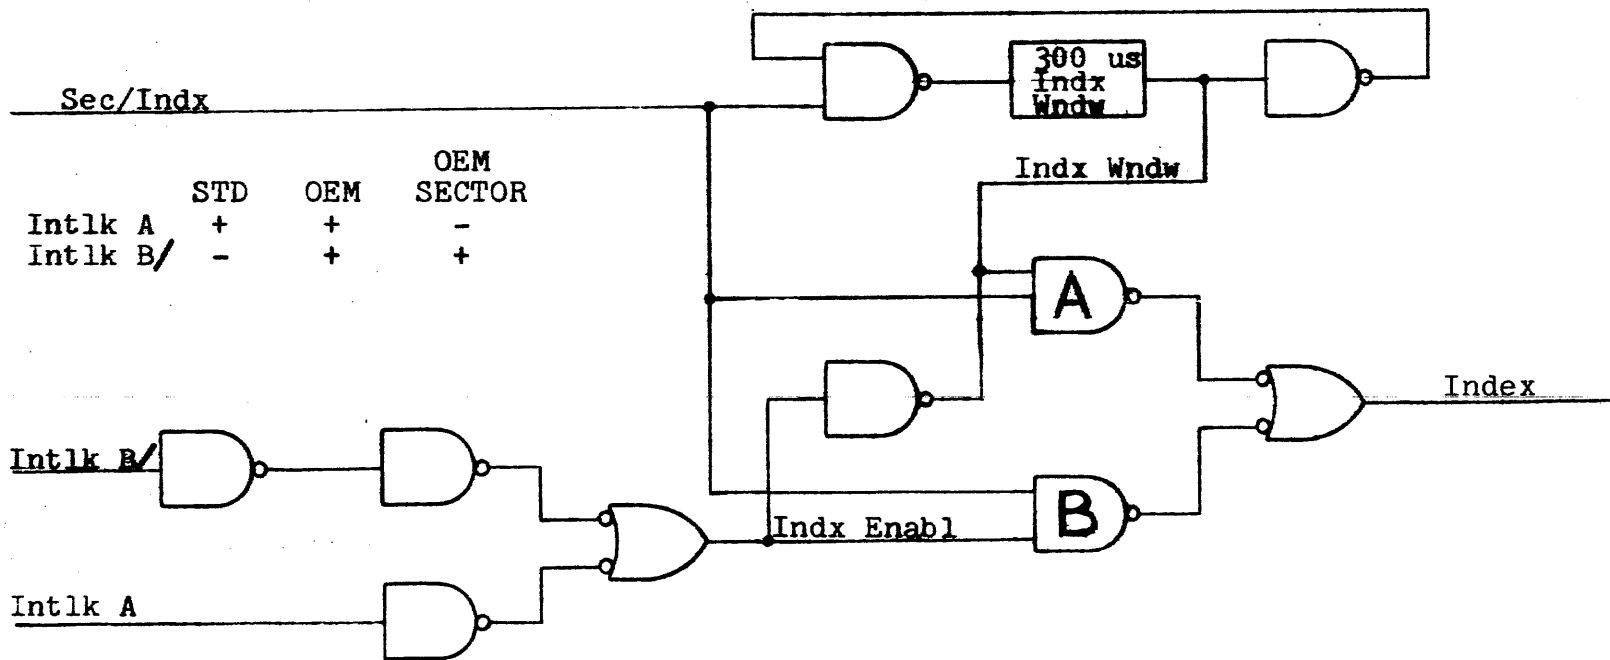 300 us
Indx
Wndw
Sec/Indx
Indx Wndw
OEM
STD OEM SECTOR
Intlk A + + -
Intlk B/ - + +
A
Index
Intlk B/
B
Indx Enabl
Intlk A